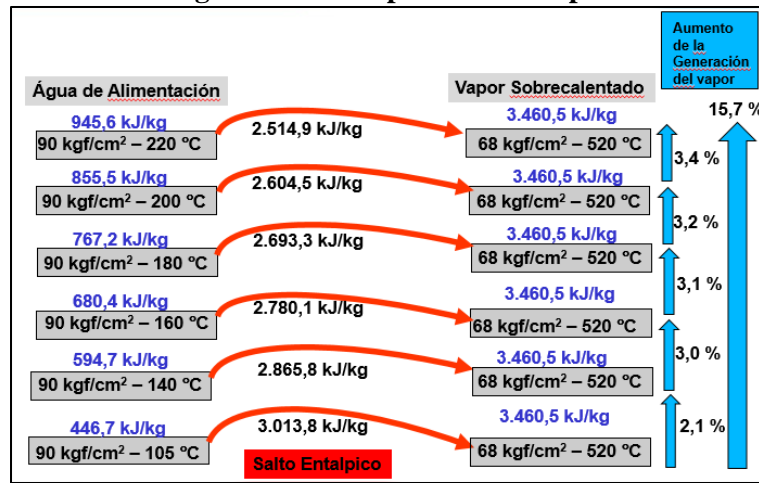 Aumento
de la
Generación
del vapor
Água de Alimentación
Vapor Sobrecalentado
15,7 %
945,6 kJ/kg
90 kgf/cm² – 220 ºC
2.514,9 kJ/kg
3.460,5 kJ/kg
68 kgf/cm² – 520 ºC
3,4 %
855,5 kJ/kg
90 kgf/cm² – 200 ºC
2.604,5 kJ/kg
3.460,5 kJ/kg
68 kgf/cm² – 520 ºC
3,2 %
767,2 kJ/kg
90 kgf/cm² – 180 ºC
2.693,3 kJ/kg
3.460,5 kJ/kg
68 kgf/cm² – 520 ºC
3,1 %
680,4 kJ/kg
90 kgf/cm² – 160 ºC
2.780,1 kJ/kg
3.460,5 kJ/kg
68 kgf/cm² – 520 ºC
3,0 %
594,7 kJ/kg
90 kgf/cm² – 140 ºC
2.865,8 kJ/kg
3.460,5 kJ/kg
68 kgf/cm² – 520 ºC
2,1 %
446,7 kJ/kg
90 kgf/cm² – 105 ºC
3.013,8 kJ/kg
3.460,5 kJ/kg
68 kgf/cm² – 520 ºC
Salto Entalpico